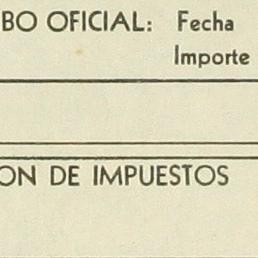 BO OFICIAL: Fecha
Importe
ON DE IMPUESTOS